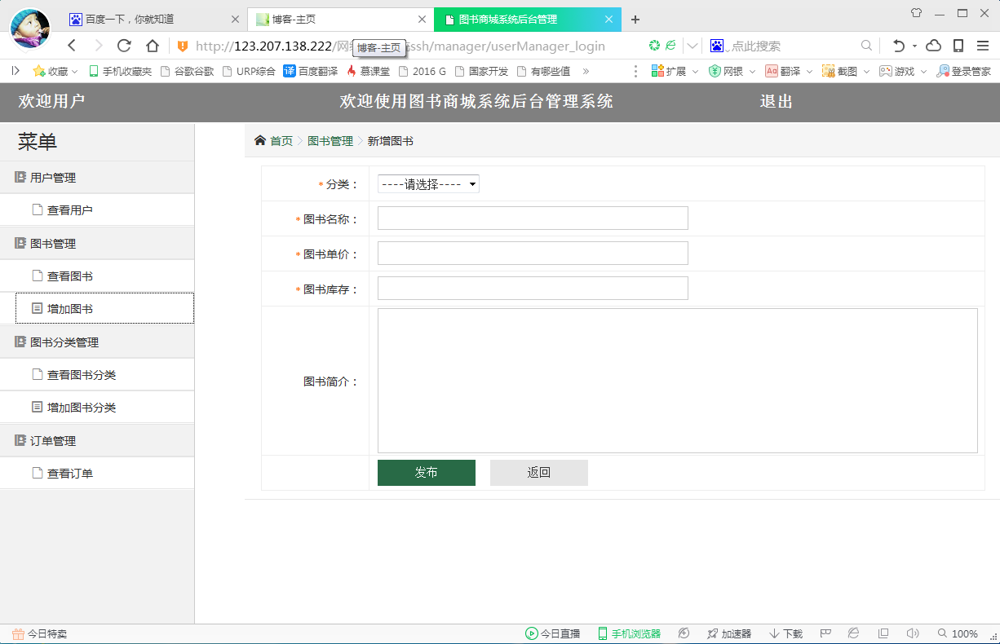 百度一下，你就知道 博客-主页 图书商城系统后台管理
http://123.207.138.222/ ssh/manager/userManager_login 点此搜索
博客-主页
收藏 手机收藏夹 谷歌谷歌 URP综合 百度翻译 慕课堂 2016 G 国家开发 有哪些值 » 扩展 网银 翻译 截图 游戏 登录管家
欢迎用户 欢迎使用图书商城系统后台管理系统 退出
菜单
首页 图书管理 新增图书
用户管理
查看用户
图书管理
查看图书
增加图书
图书分类管理
查看图书分类
增加图书分类
订单管理
查看订单
*分类： ----请选择----
*图书名称：
*图书单价：
*图书库存：
图书简介：
发布 返回
今日特卖 今日直播 手机浏览器 加速器 下载 100%